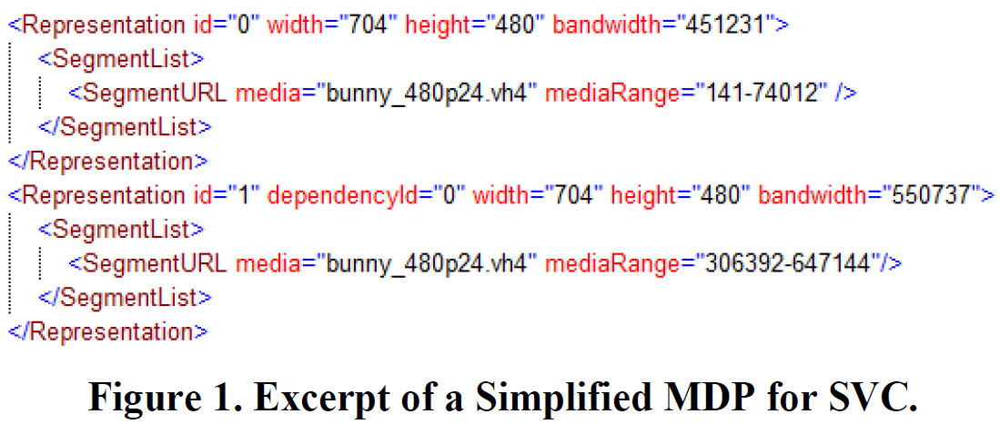 <Representation id="0" width="704" height="480" bandwidth="451231">
<SegmentList>
<SegmentURL media="bunny_480p24.vh4" mediaRange="141-74012" />
</SegmentList>
</Representation>
<Representation id="1" dependencyId="0" width="704" height="480" bandwidth="550737">
<SegmentList>
<SegmentURL media="bunny_480p24.vh4" mediaRange="306392-647144"/>
</SegmentList>
</Representation>
Figure 1. Excerpt of a Simplified MDP for SVC.